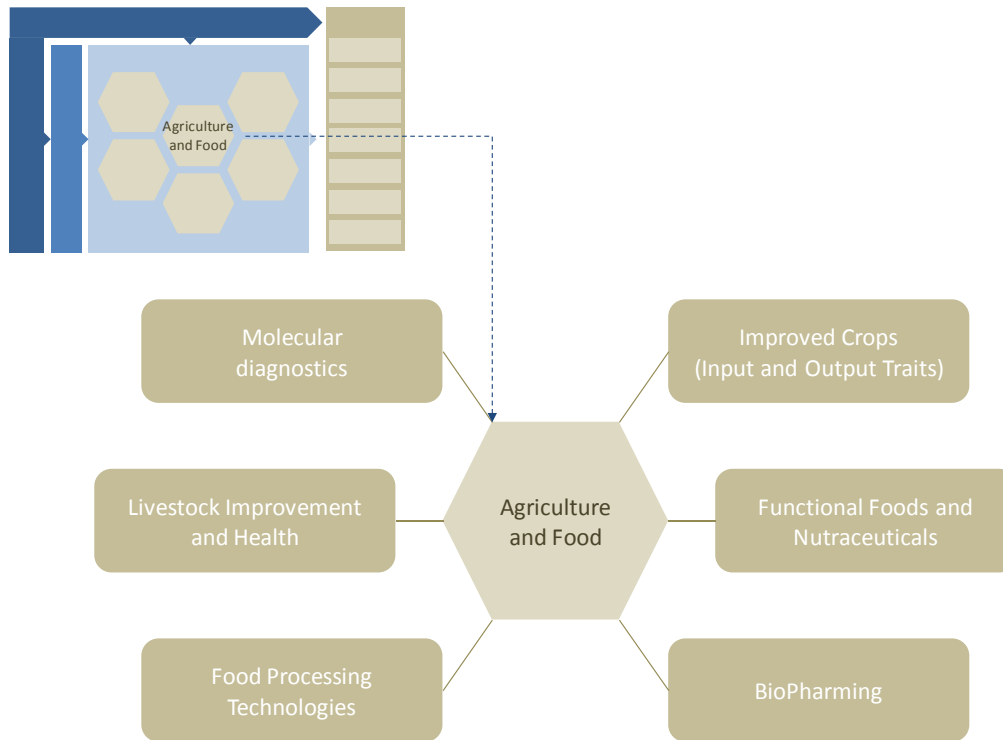 Agriculture
and Food
Molecular
diagnostics
Improved Crops
(Input and Output Traits)
Livestock Improvement
and Health
Agriculture
and Food
Functional Foods and
Nutraceuticals
Food Processing
Technologies
BioPharming